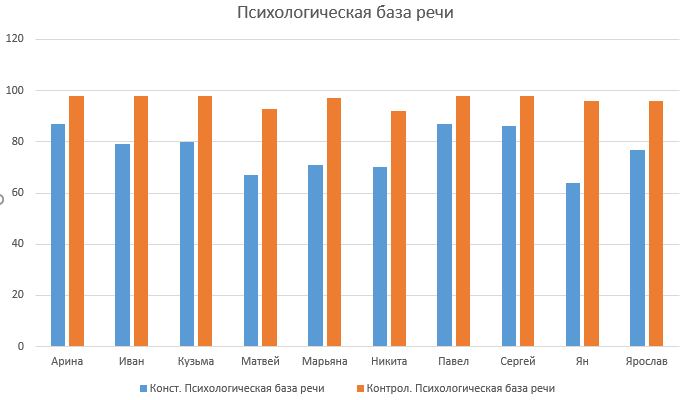 Психологическая база речи
120
100
80
60
40
20
0
Арина Иван Кузьма Матвей Марьяна Никита Павел Сергей Ян Ярослав
Конст. Психологическая база речи Контрол. Психологическая база речи